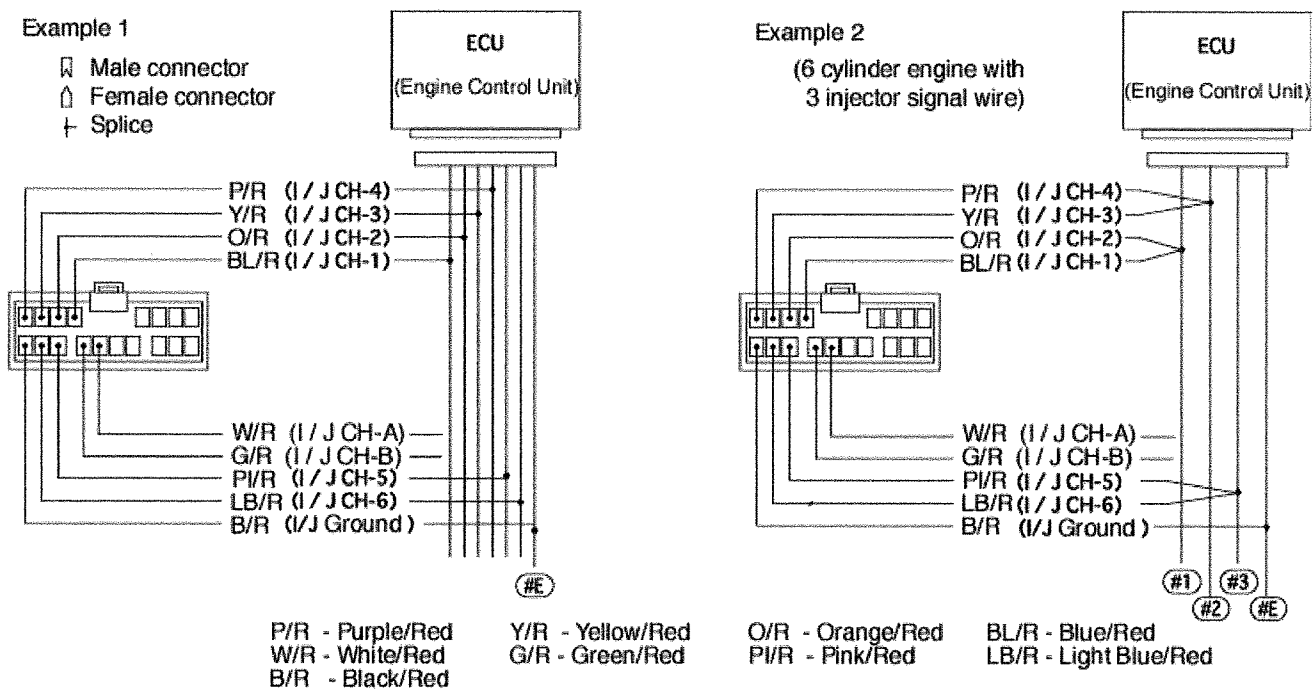 Example 1
Male connector
Female connector
Splice
ECU
(Engine Control Unit)
P/R (I / J CH-4)
Y/R (I / J CH-3)
O/R (I / J CH-2)
BL/R (I / J CH-1)
W/R (I / J CH-A)
G/R (I / J CH-B)
PI/R (I / J CH-5)
LB/R (I / J CH-6)
B/R (I/J Ground )
#E
Example 2
(6 cylinder engine with
3 injector signal wire)
ECU
(Engine Control Unit)
P/R (I / J CH-4)
Y/R (I / J CH-3)
O/R (I / J CH-2)
BL/R (I / J CH-1)
W/R (I / J CH-A)
G/R (I / J CH-B)
PI/R (I / J CH-5)
LB/R (I / J CH-6)
B/R (I/J Ground )
#1
#2
#3
#E
P/R - Purple/Red
Y/R - Yellow/Red
O/R - Orange/Red
BL/R - Blue/Red
W/R - White/Red
G/R - Green/Red
PI/R - Pink/Red
LB/R - Light Blue/Red
B/R - Black/Red